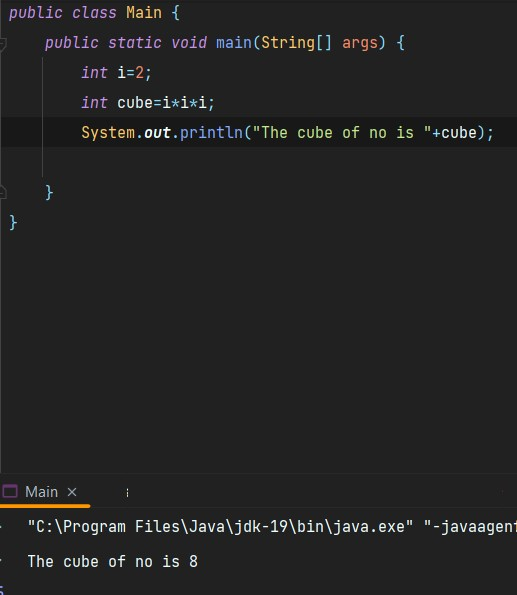 public class Main {
    public static void main(String[] args) {
        int i=2;
        int cube=i*i*i;
        System.out.println("The cube of no is "+cube);
    }
}
Main ×
"C:\Program Files\Java\jdk-19\bin\java.exe" "-javaagent
The cube of no is 8